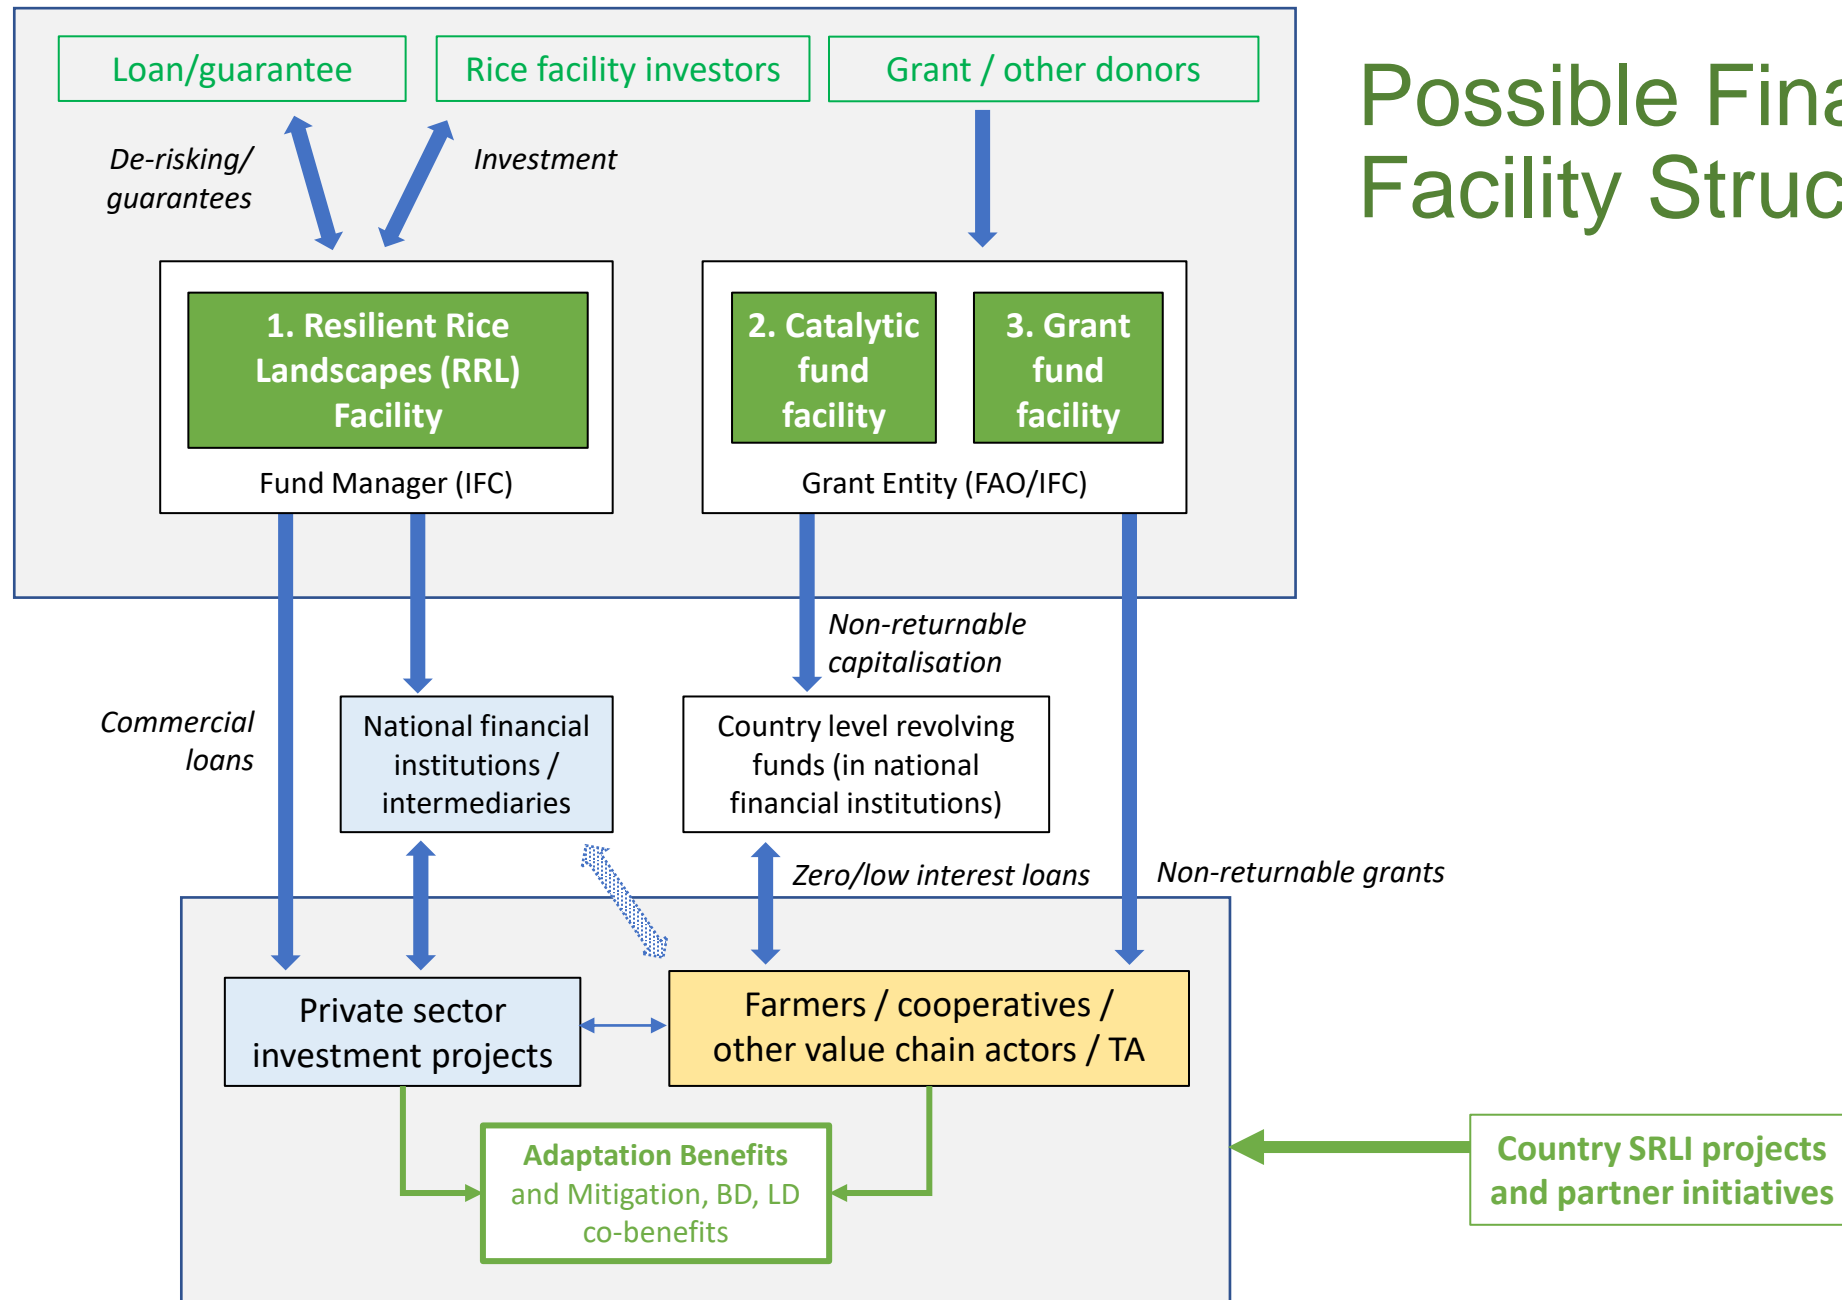 Possible Fina
Facility Struc
Loan/guarantee
Rice facility investors
Grant / other donors
De-risking/
guarantees
Investment
1. Resilient Rice
Landscapes (RRL)
Facility
Fund Manager (IFC)
2. Catalytic
fund
facility
3. Grant
fund
facility
Grant Entity (FAO/IFC)
Non-returnable
capitalisation
Commercial
loans
National financial
institutions /
intermediaries
Country level revolving
funds (in national
financial institutions)
Zero/low interest loans
Non-returnable grants
Private sector
investment projects
Farmers / cooperatives /
other value chain actors / TA
Adaptation Benefits
and Mitigation, BD, LD
co-benefits
Country SRLI projects
and partner initiatives